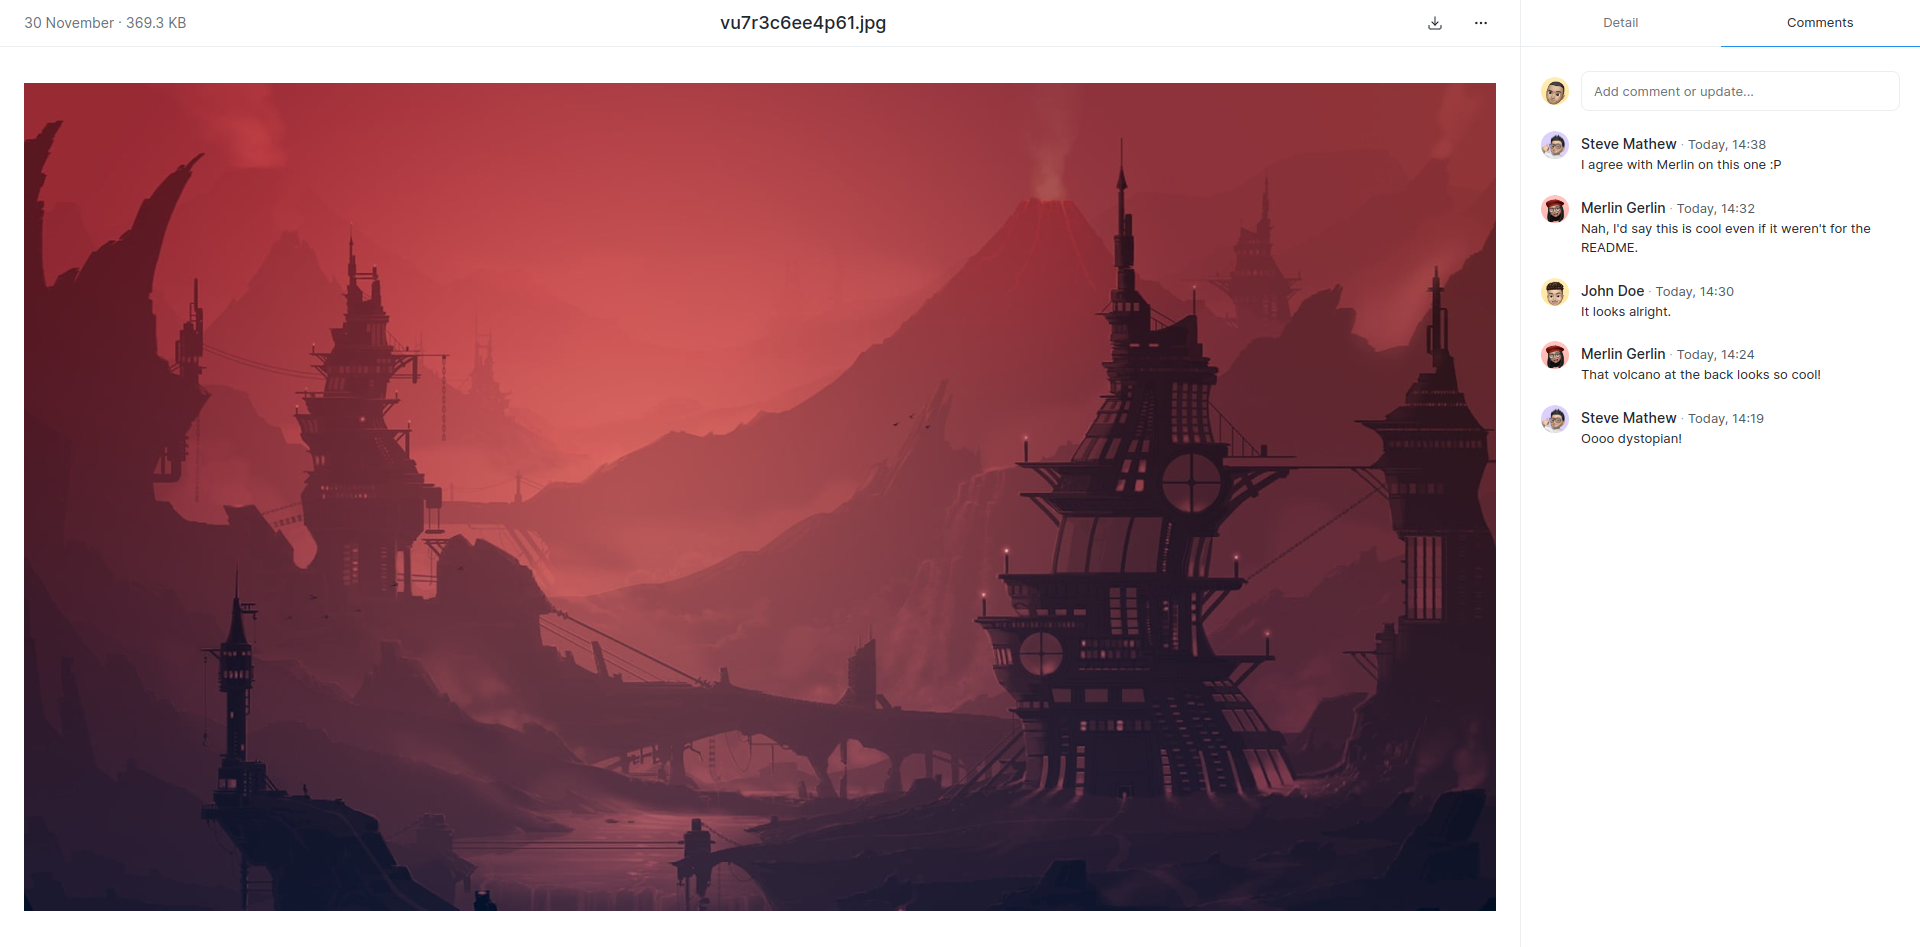 30 November · 369.3 KB
vu7r3c6ee4p61.jpg
Detail
Comments
Add comment or update...
Steve Mathew · Today, 14:38
I agree with Merlin on this one :P
Merlin Gerlin · Today, 14:32
Nah, I'd say this is cool even if it weren't for the
README.
John Doe · Today, 14:30
It looks alright.
Merlin Gerlin · Today, 14:24
That volcano at the back looks so cool!
Steve Mathew · Today, 14:19
Oooo dystopian!